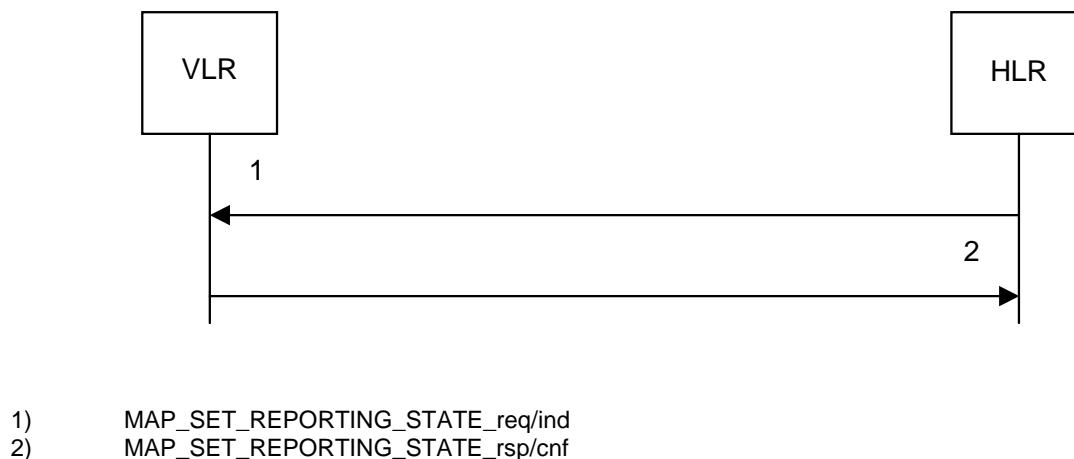 VLR
HLR
1
2
1) MAP_SET_REPORTING_STATE_req/ind
2) MAP_SET_REPORTING_STATE_rsp/cnf